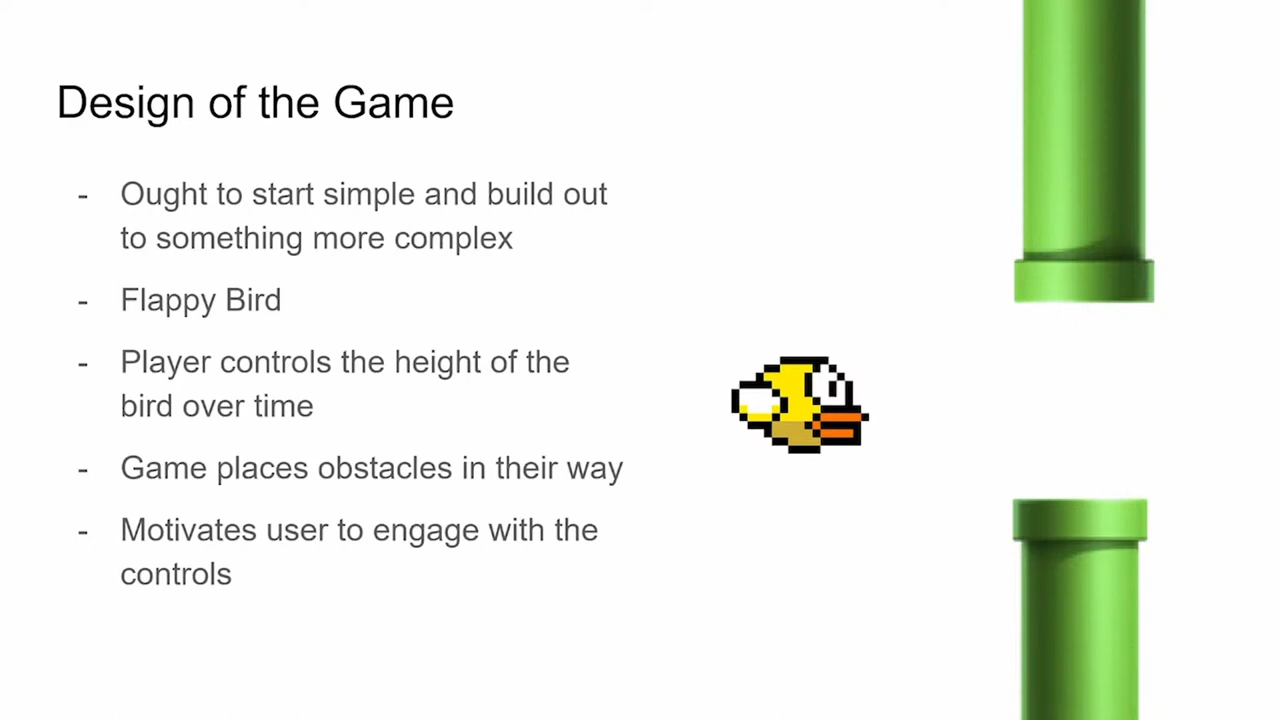 Design of the Game
- Ought to start simple and build out
to something more complex
- Flappy Bird
- Player controls the height of the
bird over time
- Game places obstacles in their way
- Motivates user to engage with the
controls